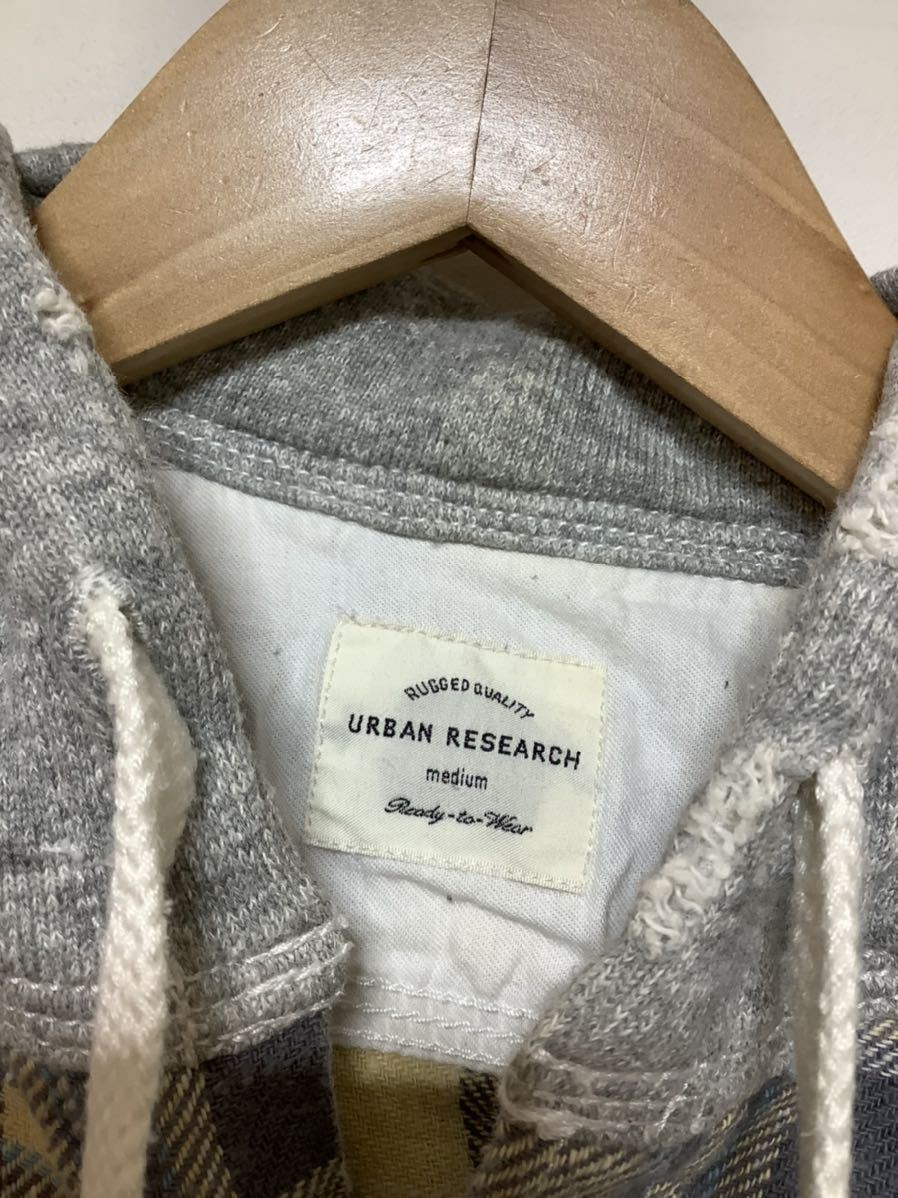 RUGGED QUALITY
URBAN RESEARCH
medium
Ready-to-Wear